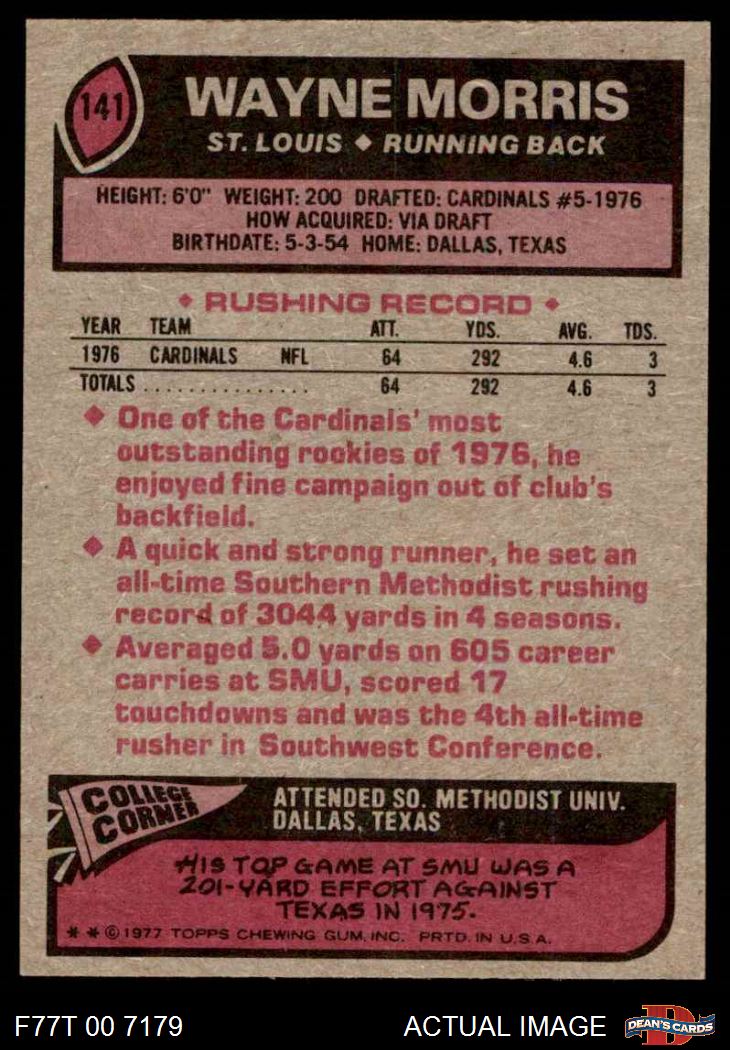 141
WAYNE MORRIS
ST. LOUIS ◆ RUNNING BACK
HEIGHT: 6'0" WEIGHT: 200 DRAFTED: CARDINALS #5-1976
HOW ACQUIRED: VIA DRAFT
BIRTHDATE: 5-3-54 HOME: DALLAS, TEXAS
◆ RUSHING RECORD ◆
YEAR TEAM ATT. YDS. AVG. TDS.
1976 CARDINALS NFL 64 292 4.6 3
TOTALS . . . . . . . . . . . . . . . 64 292 4.6 3
◆ One of the Cardinals' most
outstanding rookies of 1976, he
enjoyed fine campaign out of club's
backfield.
◆ A quick and strong runner, he set an
all-time Southern Methodist rushing
record of 3044 yards in 4 seasons.
◆ Averaged 5.0 yards on 605 career
carries at SMU, scored 17
touchdowns and was the 4th all-time
rusher in Southwest Conference.
COLLEGE
CORNER
ATTENDED SO. METHODIST UNIV.
DALLAS, TEXAS
HIS TOP GAME AT SMU WAS A
201-YARD EFFORT AGAINST
TEXAS IN 1975.
* * © 1977 TOPPS CHEWING GUM, INC. PRTD. IN U.S.A.
F77T 00 7179 ACTUAL IMAGE
D
DEAN'S CARDS